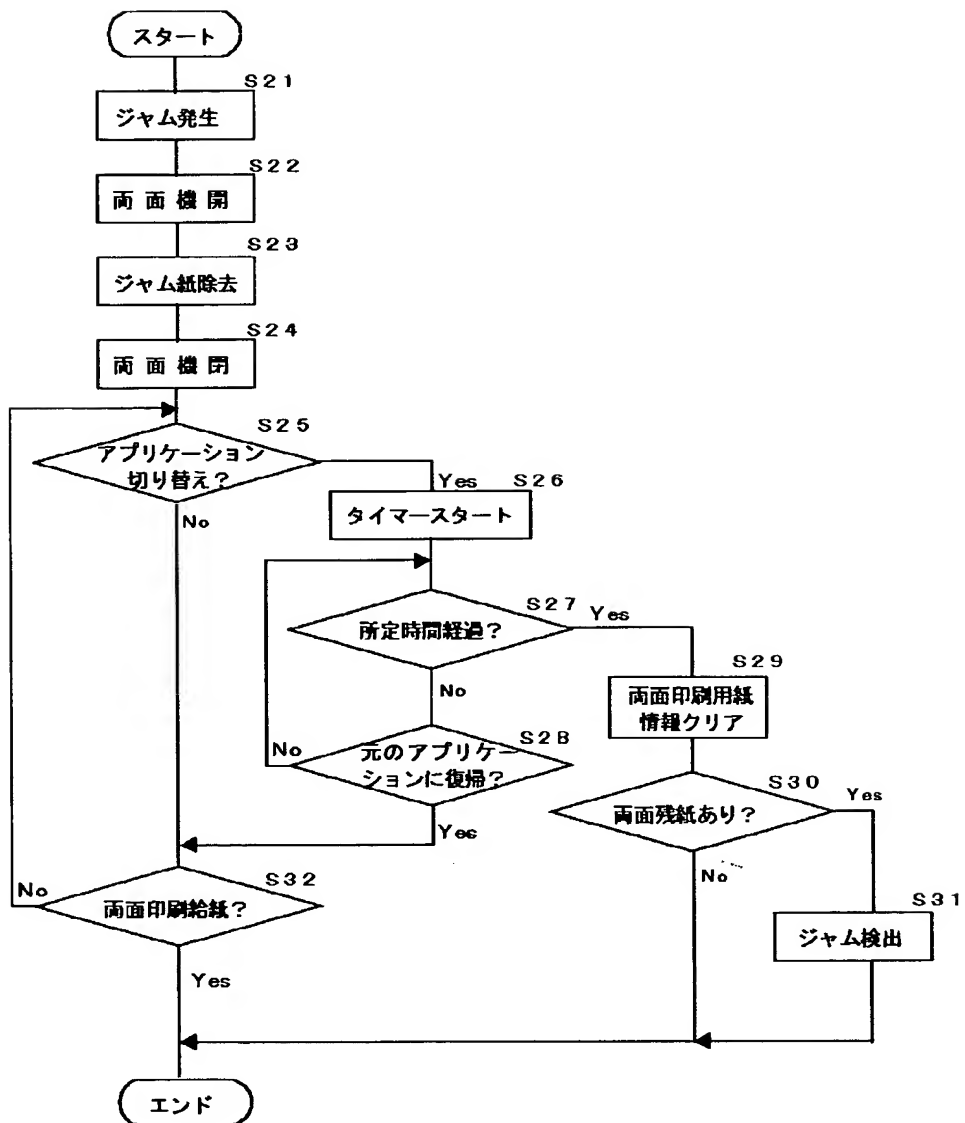 スタート
S21
ジャム発生
S22
両面機開
S23
ジャム紙除去
S24
両面機閉
S25
アプリケーション
切り替え？
Yes
No
S26
タイマースタート
S27
所定時間経過？
Yes
No
S28
元のアプリケー
ションに復帰？
No
Yes
S29
両面印刷用紙
情報クリア
S30
両面残紙あり？
Yes
No
S31
ジャム検出
S32
両面印刷給紙？
No
Yes
エンド